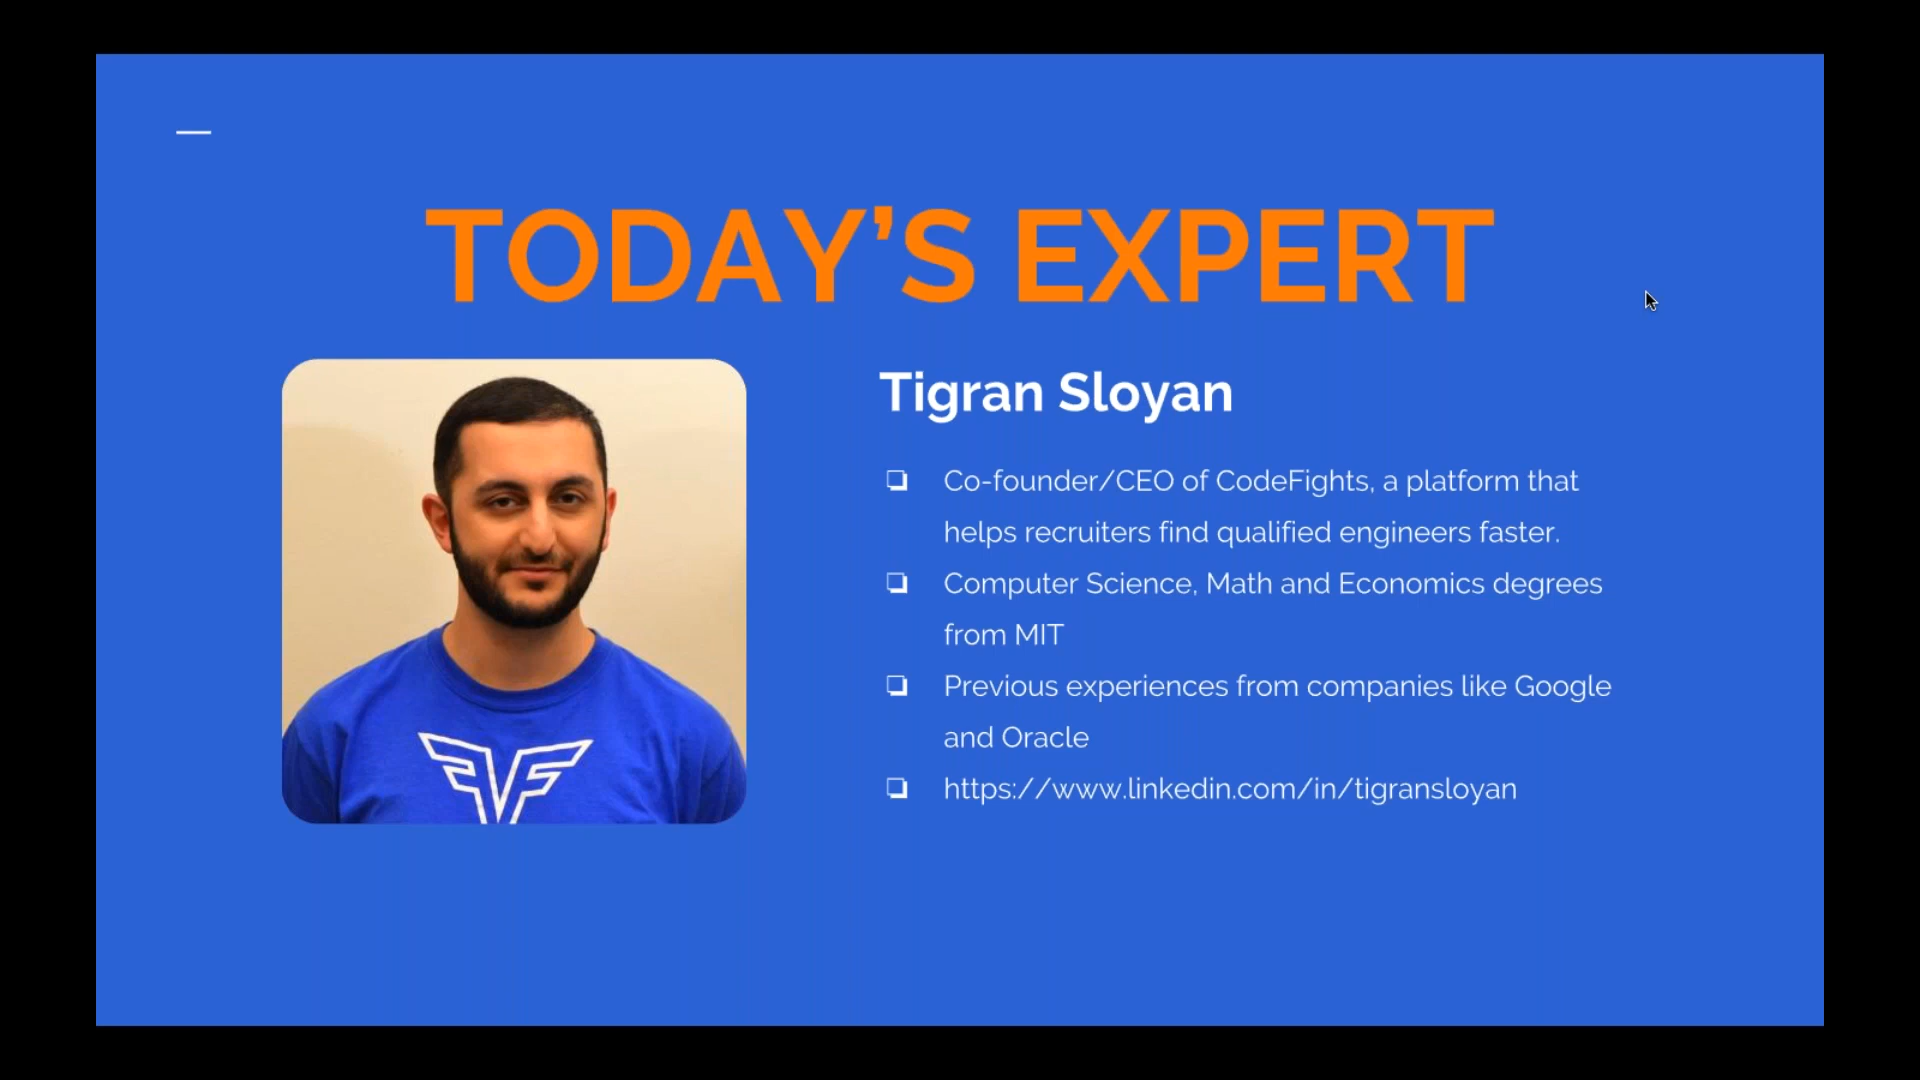 TODAY’S EXPERT
Tigran Sloyan
❏ Co-founder/CEO of CodeFights, a platform that
helps recruiters find qualified engineers faster.
❏ Computer Science, Math and Economics degrees
from MIT
❏ Previous experiences from companies like Google
and Oracle
❏ https://www.linkedin.com/in/tigransloyan